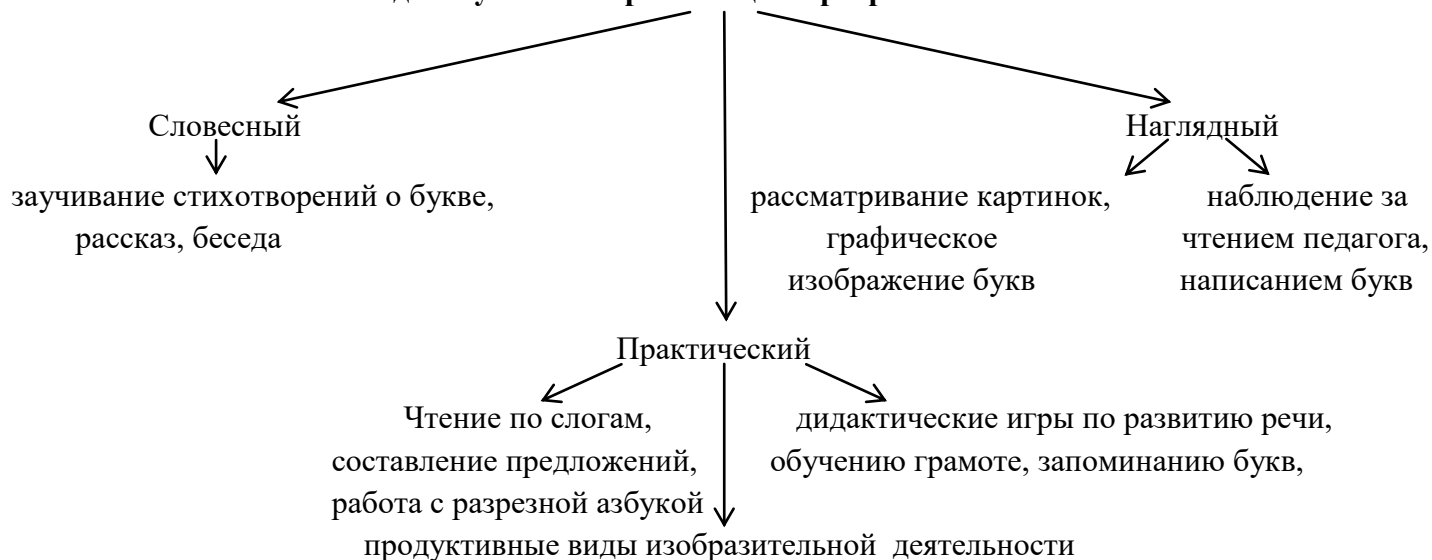 Словесный
Наглядный
заучивание стихотворений о букве,
рассказ, беседа
рассматривание картинок,
графическое
изображение букв
наблюдение за
чтением педагога,
написанием букв
Практический
Чтение по слогам,
составление предложений,
работа с разрезной азбукой
дидактические игры по развитию речи,
обучению грамоте, запоминанию букв,
продуктивные виды изобразительной деятельности